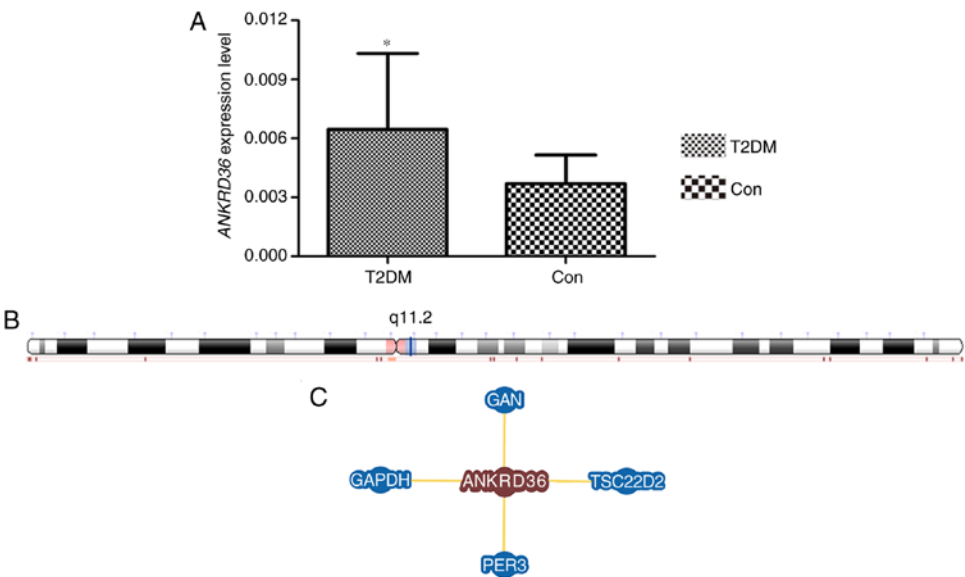 A
ANKRD36 expression level
0.012
0.009
0.006
0.003
0.000
*
T2DM
Con
T2DM
Con
B
q11.2
C
GAN
GAPDH
ANKRD36
TSC22D2
PER3